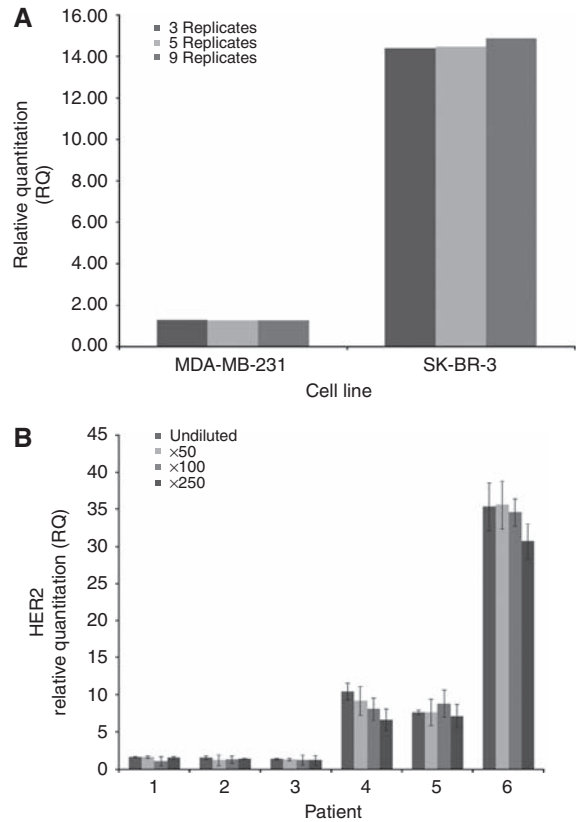 A
16.00
14.00
12.00
14.00
16.00
6.00
4.00
2.00
0.00
Relative quantitation
(RQ)
3 Replicates
5 Replicates
9 Replicates
MDA-MB-231
SK-BR-3
Cell line
B
45
40
35
30
25
20
15
10
5
0
HER2
relative quantitation (RQ)
Undiluted
×50
×100
×250
1
2
3
4
5
6
Patient